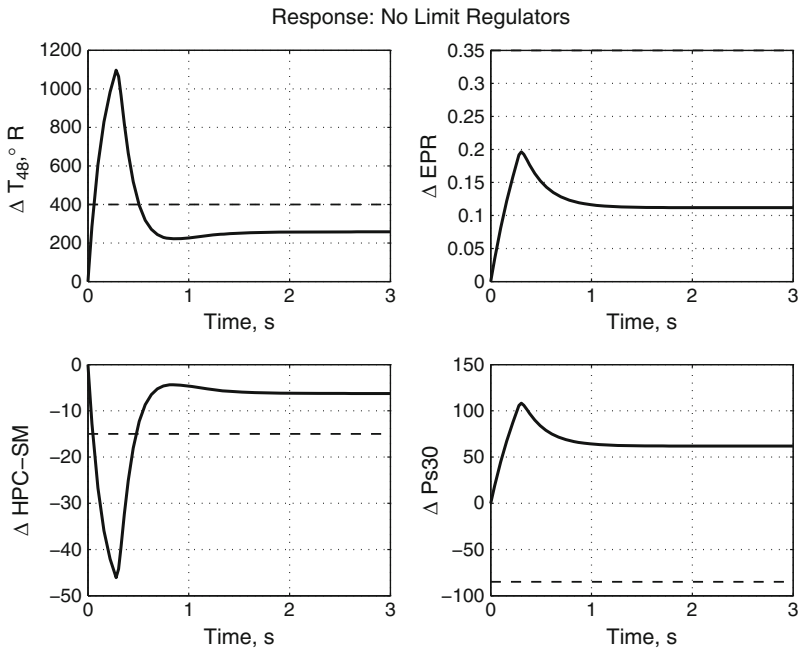 Response: No Limit Regulators
1200
1000
800
600
400
200
0
Δ T48,° R
0 1 2 3
Time, s
0.35
0.3
0.25
0.2
0.15
0.1
0.05
0
Δ EPR
0 1 2 3
Time, s
0
−10
−20
−30
−40
−50
Δ HPC−SM
0 1 2 3
Time, s
150
100
50
0
−50
−100
Δ Ps30
0 1 2 3
Time, s